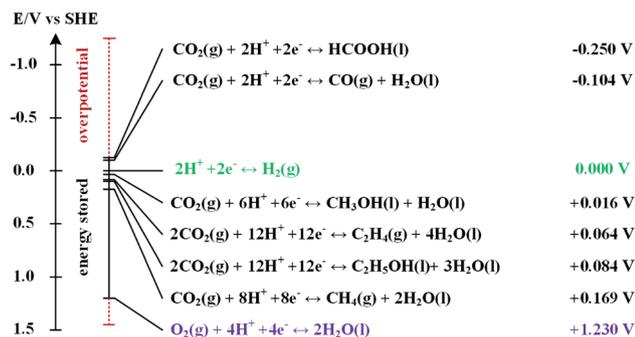 E/V vs SHE
-1.0
-0.5
0.0
0.5
1.0
1.5
overpotential
energy stored
CO₂(g) + 2H⁺ +2e⁻ ↔ HCOOH(l) -0.250 V
CO₂(g) + 2H⁺ +2e⁻ ↔ CO(g) + H₂O(l) -0.104 V
2H⁺ +2e⁻ ↔ H₂(g) 0.000 V
CO₂(g) + 6H⁺ +6e⁻ ↔ CH₃OH(l) + H₂O(l) +0.016 V
2CO₂(g) + 12H⁺ +12e⁻ ↔ C₂H₄(g) + 4H₂O(l) +0.064 V
2CO₂(g) + 12H⁺ +12e⁻ ↔ C₂H₅OH(l)+ 3H₂O(l) +0.084 V
CO₂(g) + 8H⁺ +8e⁻ ↔ CH₄(g) + 2H₂O(l) +0.169 V
O₂(g) + 4H⁺ +4e⁻ ↔ 2H₂O(l) +1.230 V